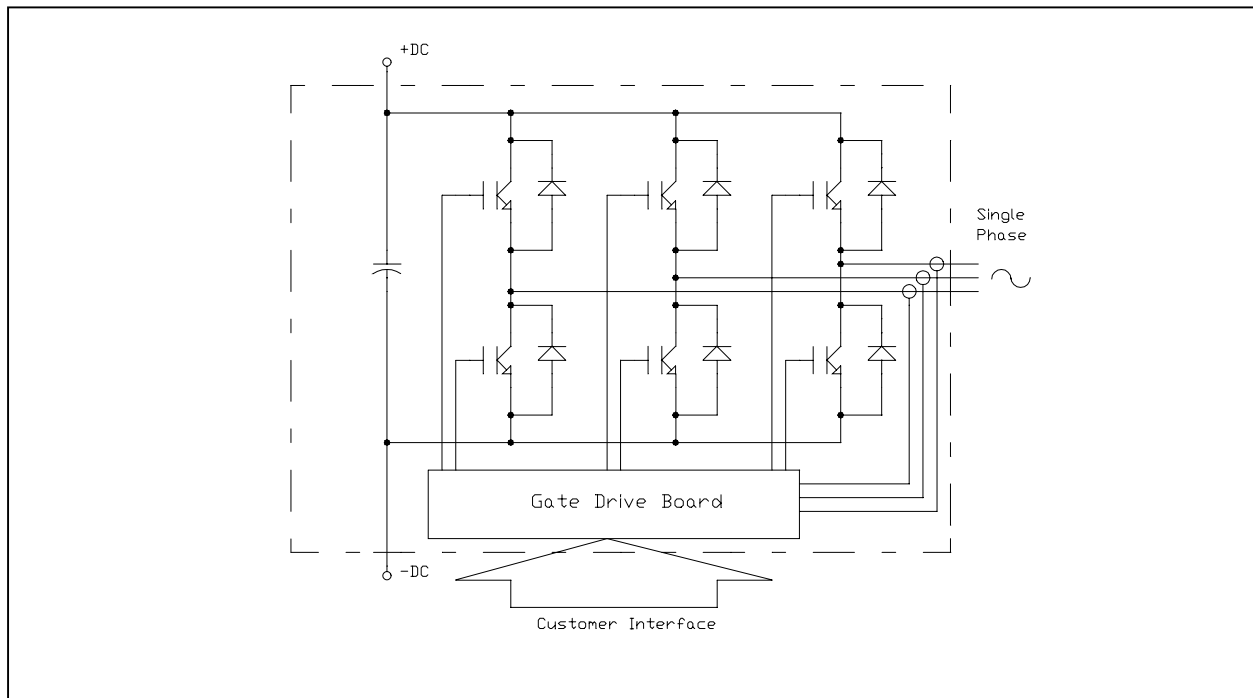 +DC
Single
Phase
Gate Drive Board
-DC
Customer Interface